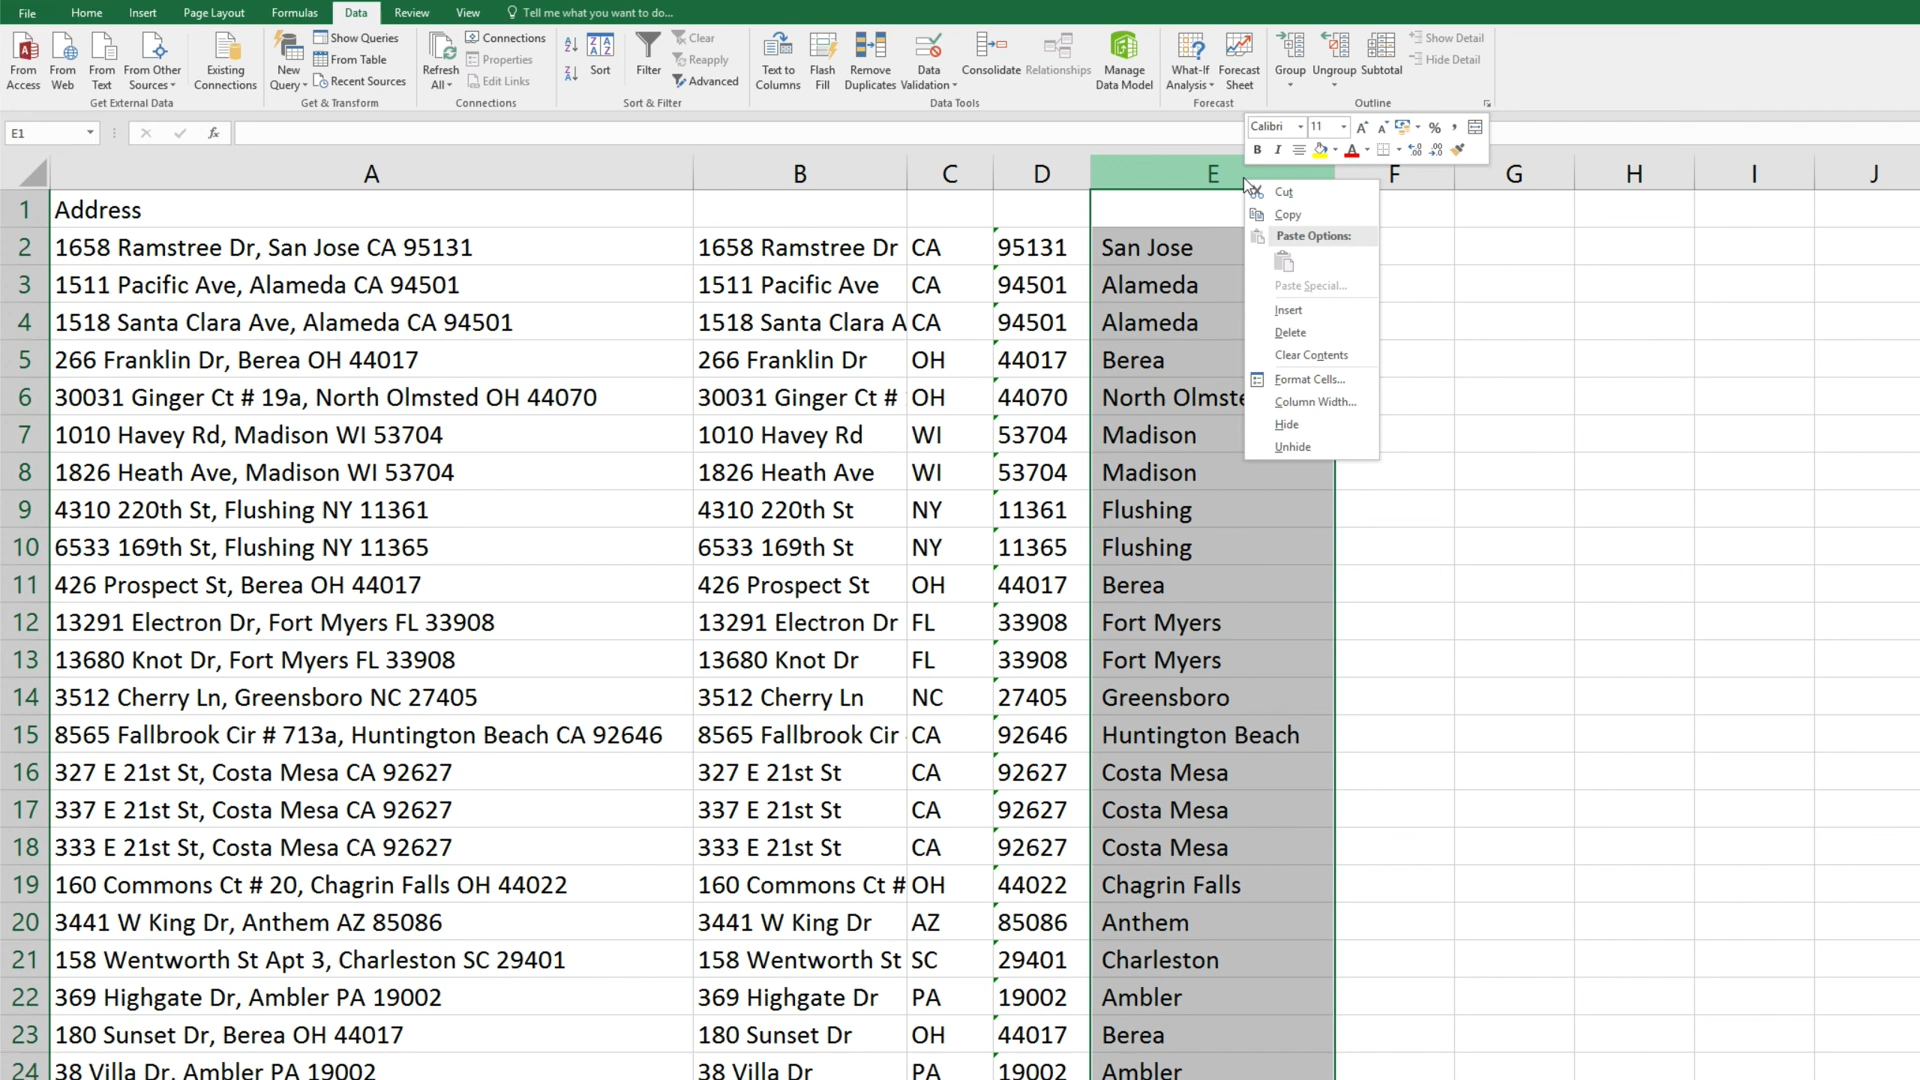 File Home Insert Page Layout Formulas Data Review View Tell me what you want to do...
From Access From Web From Text From Other Sources Existing Connections New Query Show Queries From Table Recent Sources Refresh All Connections Properties Edit Links Sort Filter Clear Reapply Advanced Text to Columns Flash Fill Remove Duplicates Data Validation Consolidate Relationships Manage Data Model What-If Analysis Forecast Sheet Group Ungroup Subtotal Show Detail Hide Detail
Get External Data Get & Transform Connections Sort & Filter Data Tools Forecast Outline
E1 fx Calibri 11 A A % ,
B I A .00 .00
A B C D E F G H I J
1 Address
2 1658 Ramstree Dr, San Jose CA 95131 1658 Ramstree Dr CA 95131 San Jose
3 1511 Pacific Ave, Alameda CA 94501 1511 Pacific Ave CA 94501 Alameda
4 1518 Santa Clara Ave, Alameda CA 94501 1518 Santa Clara A CA 94501 Alameda
5 266 Franklin Dr, Berea OH 44017 266 Franklin Dr OH 44017 Berea
6 30031 Ginger Ct # 19a, North Olmsted OH 44070 30031 Ginger Ct # OH 44070 North Olmste
7 1010 Havey Rd, Madison WI 53704 1010 Havey Rd WI 53704 Madison
8 1826 Heath Ave, Madison WI 53704 1826 Heath Ave WI 53704 Madison
9 4310 220th St, Flushing NY 11361 4310 220th St NY 11361 Flushing
10 6533 169th St, Flushing NY 11365 6533 169th St NY 11365 Flushing
11 426 Prospect St, Berea OH 44017 426 Prospect St OH 44017 Berea
12 13291 Electron Dr, Fort Myers FL 33908 13291 Electron Dr FL 33908 Fort Myers
13 13680 Knot Dr, Fort Myers FL 33908 13680 Knot Dr FL 33908 Fort Myers
14 3512 Cherry Ln, Greensboro NC 27405 3512 Cherry Ln NC 27405 Greensboro
15 8565 Fallbrook Cir # 713a, Huntington Beach CA 92646 8565 Fallbrook Cir CA 92646 Huntington Beach
16 327 E 21st St, Costa Mesa CA 92627 327 E 21st St CA 92627 Costa Mesa
17 337 E 21st St, Costa Mesa CA 92627 337 E 21st St CA 92627 Costa Mesa
18 333 E 21st St, Costa Mesa CA 92627 333 E 21st St CA 92627 Costa Mesa
19 160 Commons Ct # 20, Chagrin Falls OH 44022 160 Commons Ct # OH 44022 Chagrin Falls
20 3441 W King Dr, Anthem AZ 85086 3441 W King Dr AZ 85086 Anthem
21 158 Wentworth St Apt 3, Charleston SC 29401 158 Wentworth St SC 29401 Charleston
22 369 Highgate Dr, Ambler PA 19002 369 Highgate Dr PA 19002 Ambler
23 180 Sunset Dr, Berea OH 44017 180 Sunset Dr OH 44017 Berea
24 38 Villa Dr, Ambler PA 19002 38 Villa Dr PA 19002 Ambler
Cut
Copy
Paste Options:
Paste Special...
Insert
Delete
Clear Contents
Format Cells...
Column Width...
Hide
Unhide